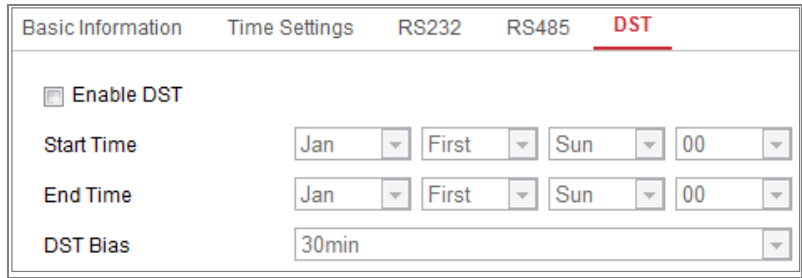 Basic Information Time Settings RS232 RS485 DST
Enable DST
Start Time Jan First Sun 00
End Time Jan First Sun 00
DST Bias 30min